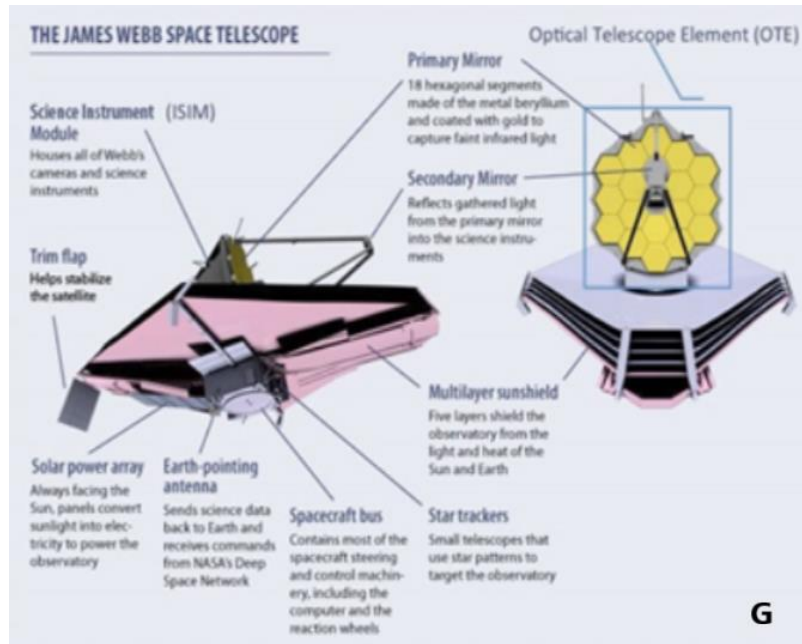 THE JAMES WEBB SPACE TELESCOPE
Optical Telescope Element (OTE)
Primary Mirror
18 hexagonal segments
made of the metal beryllium
and coated with gold to
capture faint infrared light
Science Instrument (ISIM)
Module
Houses all of Webb's
cameras and science
instruments
Secondary Mirror
Reflects gathered light
from the primary mirror
into the science instru-
ments
Trim flap
Helps stabilize
the satellite
Multilayer sunshield
Five layers shield the
observatory from the
light and heat of the
Sun and Earth
Solar power array
Always facing the
Sun, panels convert
sunlight into elec-
tricity to power the
observatory
Earth-pointing
antenna
Sends science data
back to Earth and
receives commands
from NASA's Deep
Space Network
Spacecraft bus
Contains most of the
spacecraft steering
and control machin-
ery, including the
computer and the
reaction wheels
Star trackers
Small telescopes that
use star patterns to
target the observatory
G